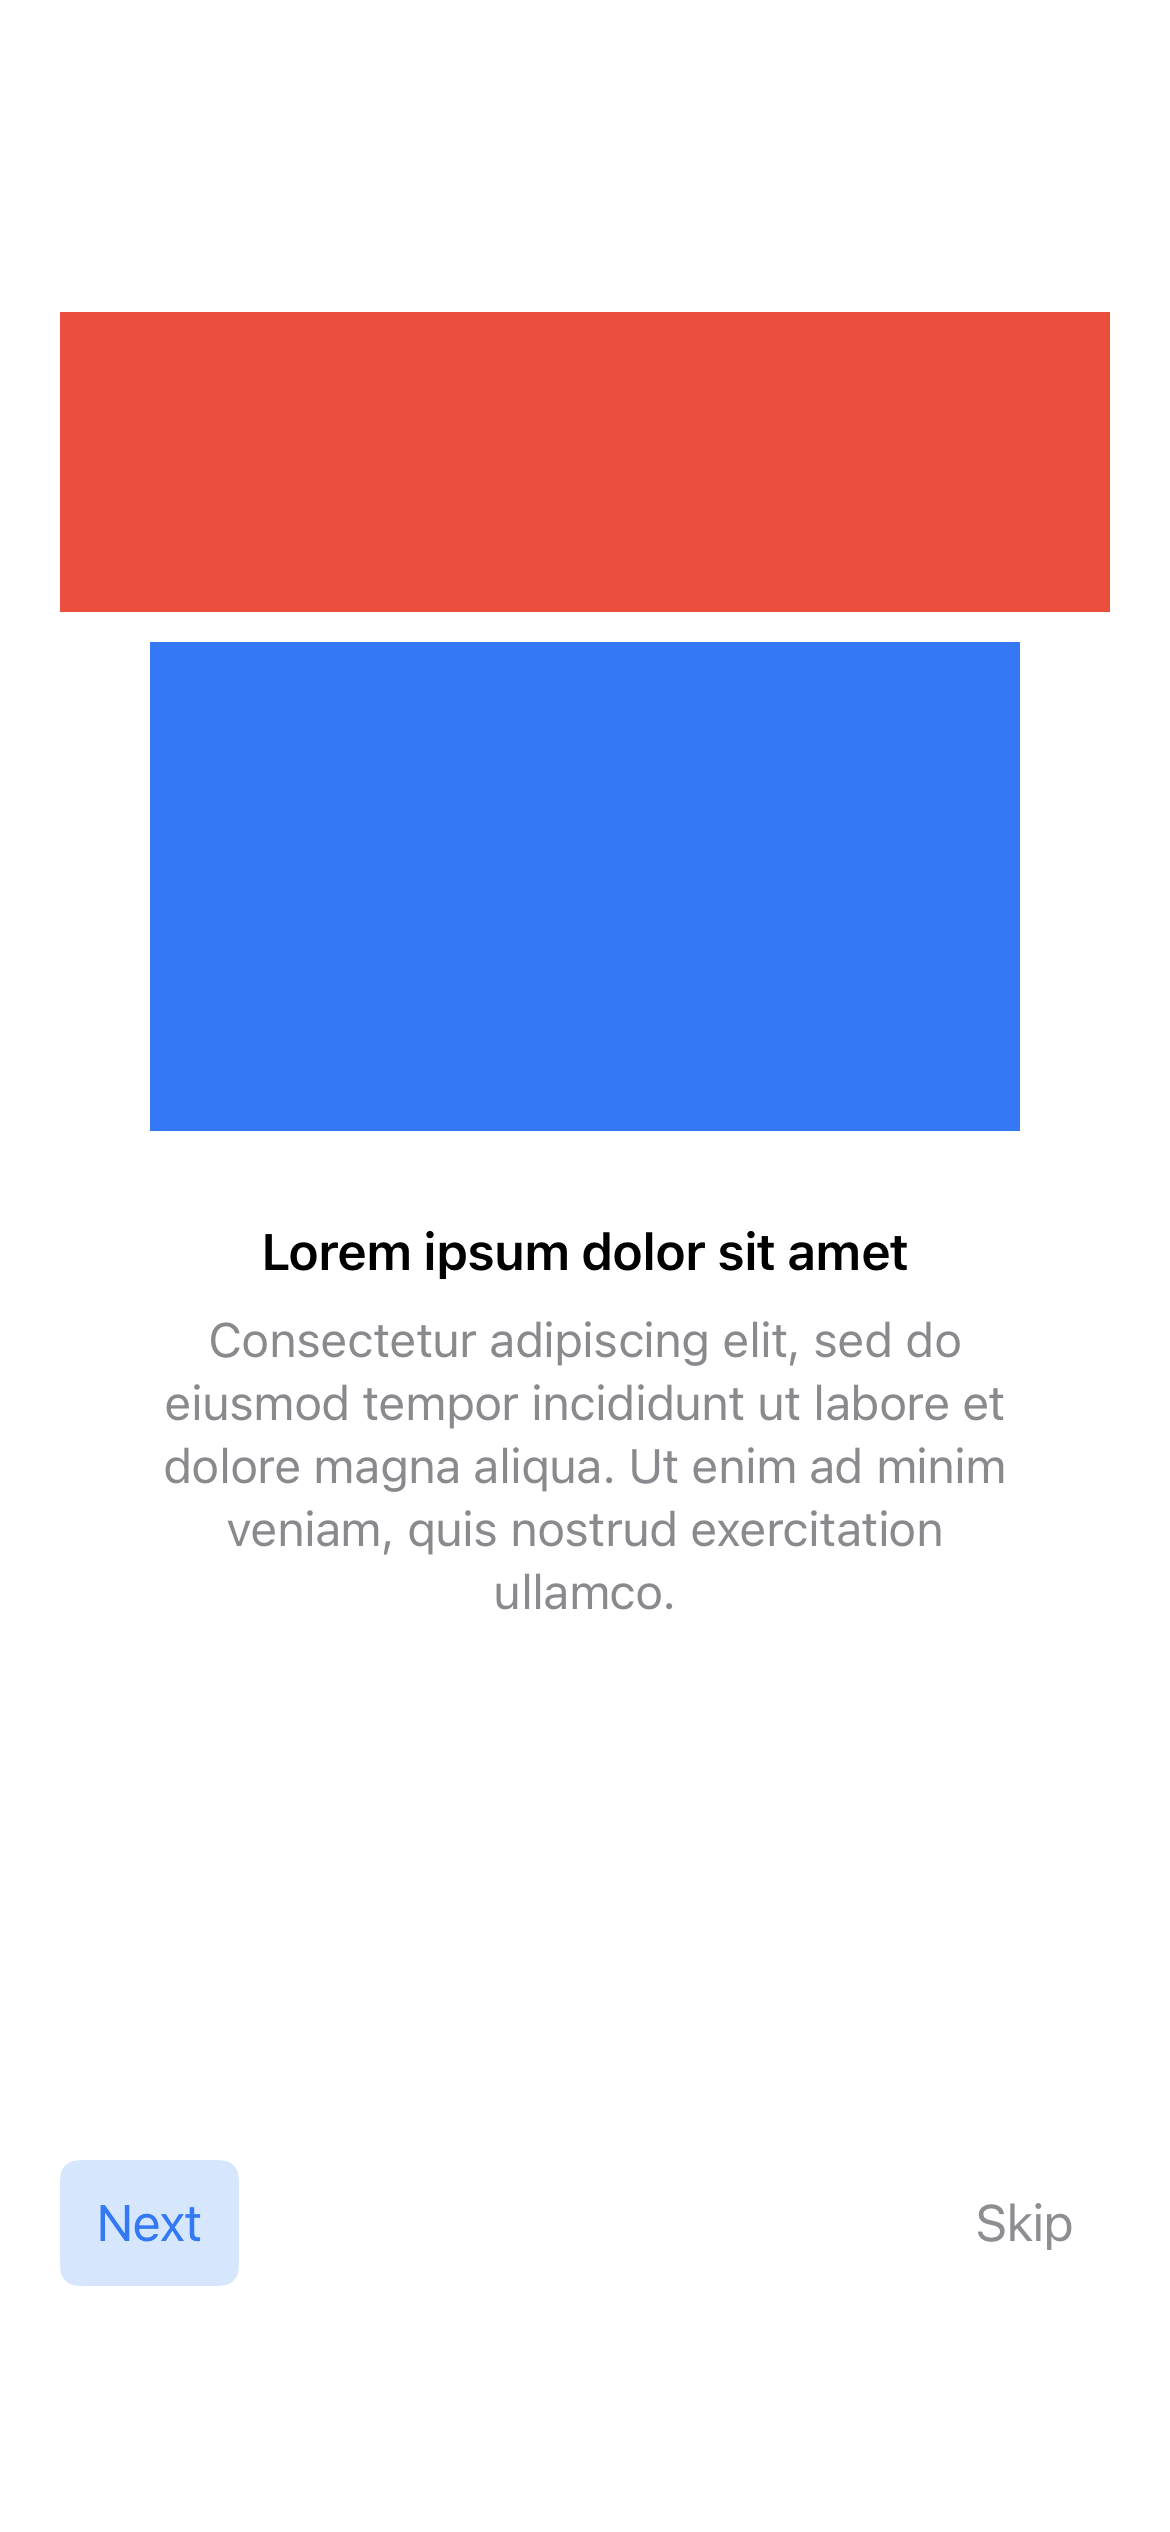 Lorem ipsum dolor sit amet
Consectetur adipiscing elit, sed do
eiusmod tempor incididunt ut labore et
dolore magna aliqua. Ut enim ad minim
veniam, quis nostrud exercitation
ullamco.
Next
Skip